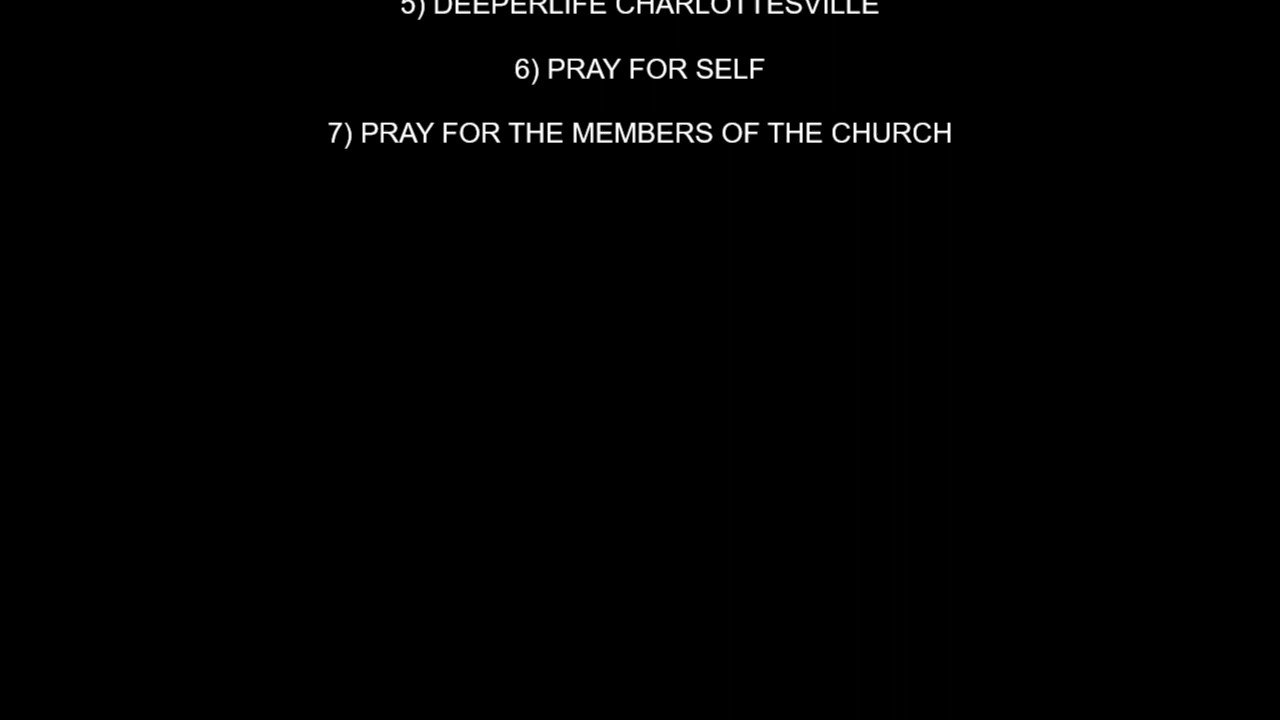 5) DEEPERLIFE CHARLOTTESVILLE
6) PRAY FOR SELF
7) PRAY FOR THE MEMBERS OF THE CHURCH